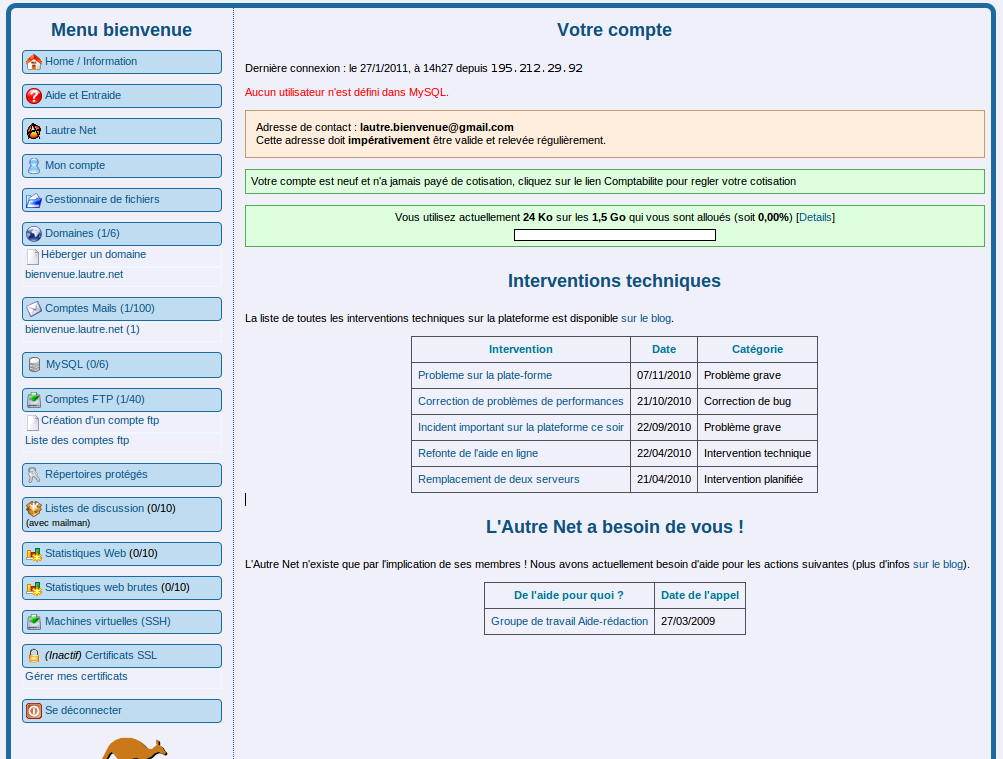 Menu bienvenue
Home / Information
Aide et Entraide
Lautre Net
Mon compte
Gestionnaire de fichiers
Domaines (1/6)
Héberger un domaine
bienvenue.lautre.net
Comptes Mails (1/100)
bienvenue.lautre.net (1)
MySQL (0/6)
Comptes FTP (1/40)
Création d'un compte ftp
Liste des comptes ftp
Répertoires protégés
Listes de discussion (0/10)
(avec mailman)
Statistiques Web (0/10)
Statistiques web brutes (0/10)
Machines virtuelles (SSH)
(Inactif) Certificats SSL
Gérer mes certificats
Se déconnecter
Votre compte
Dernière connexion : le 27/1/2011, à 14h27 depuis 195.212.29.92
Aucun utilisateur n'est défini dans MySQL.
Adresse de contact : lautre.bienvenue@gmail.com
Cette adresse doit impérativement être valide et relevée régulièrement.
Votre compte est neuf et n'a jamais payé de cotisation, cliquez sur le lien Comptabilite pour regler votre cotisation
Vous utilisez actuellement 24 Ko sur les 1,5 Go qui vous sont alloués (soit 0,00%) [Details]
Interventions techniques
La liste de toutes les interventions techniques sur la plateforme est disponible sur le blog.
Intervention Date Catégorie
Probleme sur la plate-forme 07/11/2010 Problème grave
Correction de problèmes de performances 21/10/2010 Correction de bug
Incident important sur la plateforme ce soir 22/09/2010 Problème grave
Refonte de l'aide en ligne 22/04/2010 Intervention technique
Remplacement de deux serveurs 21/04/2010 Intervention planifiée
L'Autre Net a besoin de vous !
L'Autre Net n'existe que par l'implication de ses membres ! Nous avons actuellement besoin d'aide pour les actions suivantes (plus d'infos sur le blog).
De l'aide pour quoi ? Date de l'appel
Groupe de travail Aide-rédaction 27/03/2009